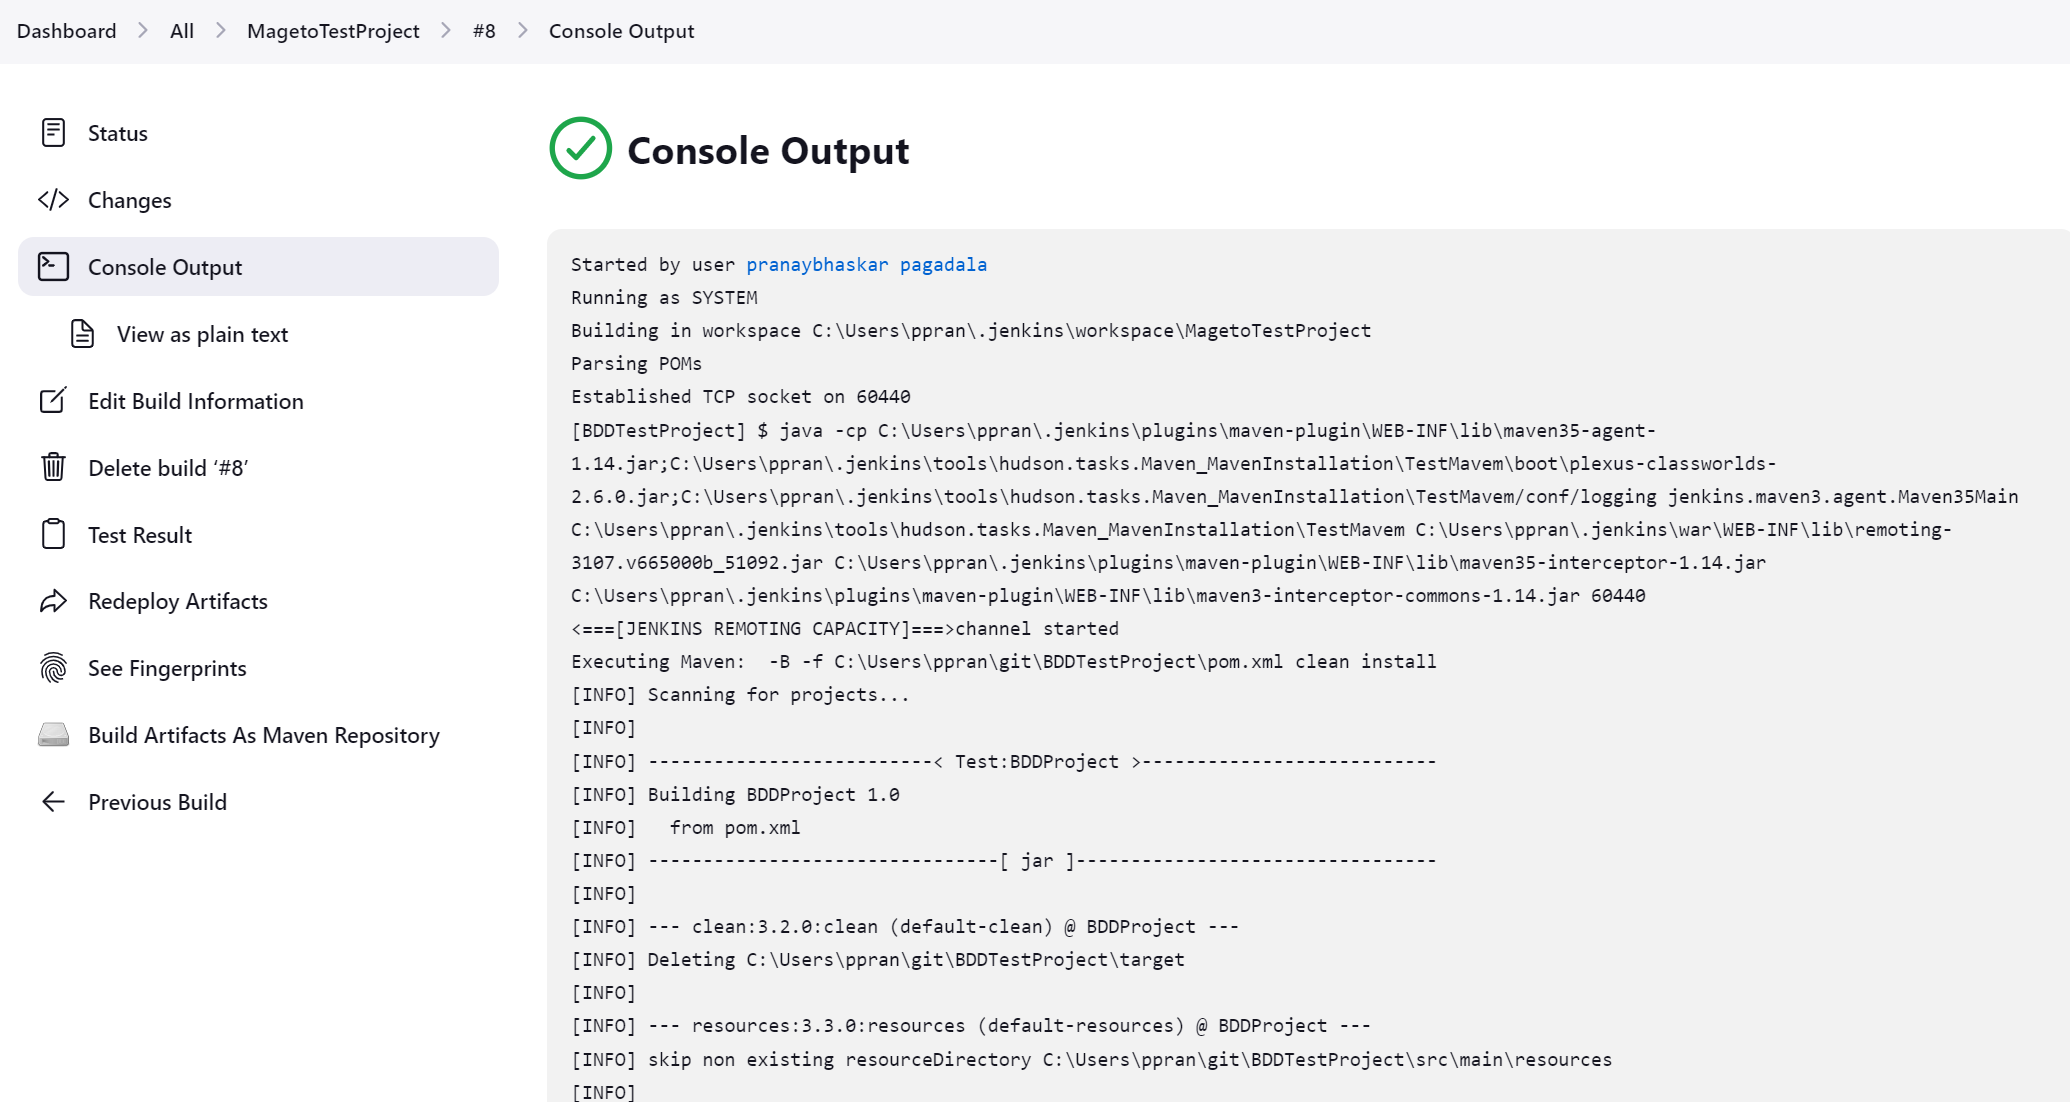 Dashboard > All > MagetoTestProject > #8 > Console Output
Status
Changes
Console Output
View as plain text
Edit Build Information
Delete build ‘#8’
Test Result
Redeploy Artifacts
See Fingerprints
Build Artifacts As Maven Repository
Previous Build
Console Output
Started by user pranaybhaskar pagadala
Running as SYSTEM
Building in workspace C:\Users\ppran\.jenkins\workspace\MagetoTestProject
Parsing POMs
Established TCP socket on 60440
[BDDTestProject] $ java -cp C:\Users\ppran\.jenkins\plugins\maven-plugin\WEB-INF\lib\maven35-agent-
1.14.jar;C:\Users\ppran\.jenkins\tools\hudson.tasks.Maven_MavenInstallation\TestMavem\boot\plexus-classworlds-
2.6.0.jar;C:\Users\ppran\.jenkins\tools\hudson.tasks.Maven_MavenInstallation\TestMavem/conf/logging jenkins.maven3.agent.Maven35Main
C:\Users\ppran\.jenkins\tools\hudson.tasks.Maven_MavenInstallation\TestMavem C:\Users\ppran\.jenkins\war\WEB-INF\lib\remoting-
3107.v665000b_51092.jar C:\Users\ppran\.jenkins\plugins\maven-plugin\WEB-INF\lib\maven35-interceptor-1.14.jar
C:\Users\ppran\.jenkins\plugins\maven-plugin\WEB-INF\lib\maven3-interceptor-commons-1.14.jar 60440
<===[JENKINS REMOTING CAPACITY]===>channel started
Executing Maven:  -B -f C:\Users\ppran\git\BDDTestProject\pom.xml clean install
[INFO] Scanning for projects...
[INFO]
[INFO] --------------------------< Test:BDDProject >---------------------------
[INFO] Building BDDProject 1.0
[INFO]   from pom.xml
[INFO] --------------------------------[ jar ]---------------------------------
[INFO]
[INFO] --- clean:3.2.0:clean (default-clean) @ BDDProject ---
[INFO] Deleting C:\Users\ppran\git\BDDTestProject\target
[INFO]
[INFO] --- resources:3.3.0:resources (default-resources) @ BDDProject ---
[INFO] skip non existing resourceDirectory C:\Users\ppran\git\BDDTestProject\src\main\resources
[INFO]